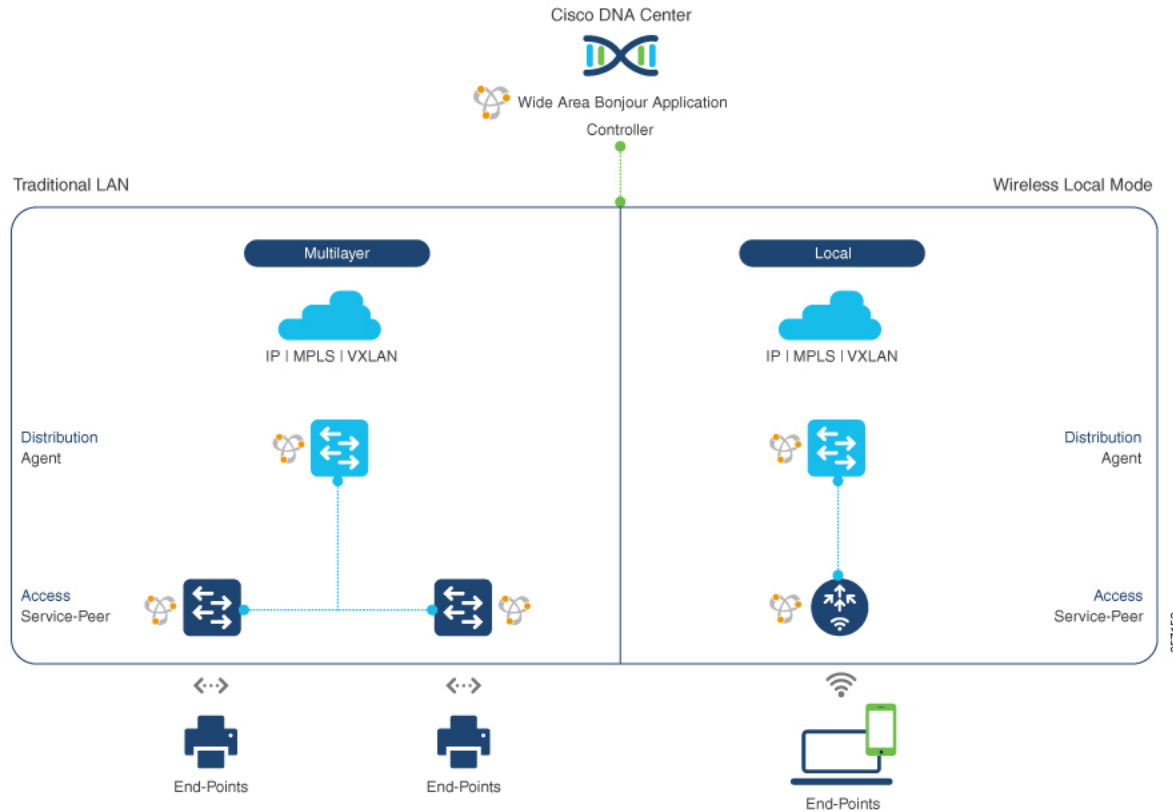 Cisco DNA Center
Wide Area Bonjour Application
Controller
Traditional LAN
Wireless Local Mode
Multilayer
Local
IP | MPLS | VXLAN
IP | MPLS | VXLAN
Distribution
Agent
Distribution
Agent
Access
Service-Peer
Access
Service-Peer
End-Points
End-Points
End-Points